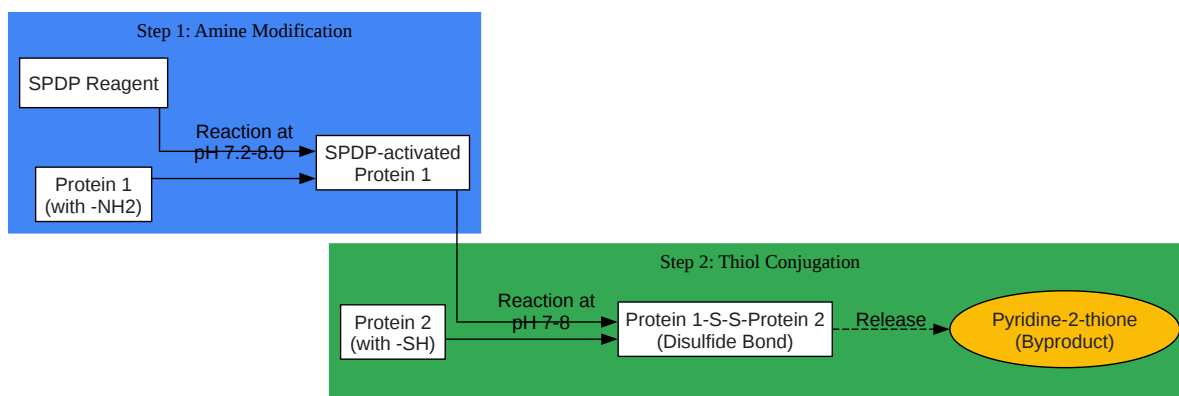 Step 1: Amine Modification
SPDP Reagent
Reaction at
pH 7.2-8.0
SPDP-activated
Protein 1
Protein 1
(with -NH2)
Step 2: Thiol Conjugation
Protein 2
(with -SH)
Reaction at
pH 7-8
Protein 1-S-S-Protein 2
(Disulfide Bond)
Release
Pyridine-2-thione
(Byproduct)